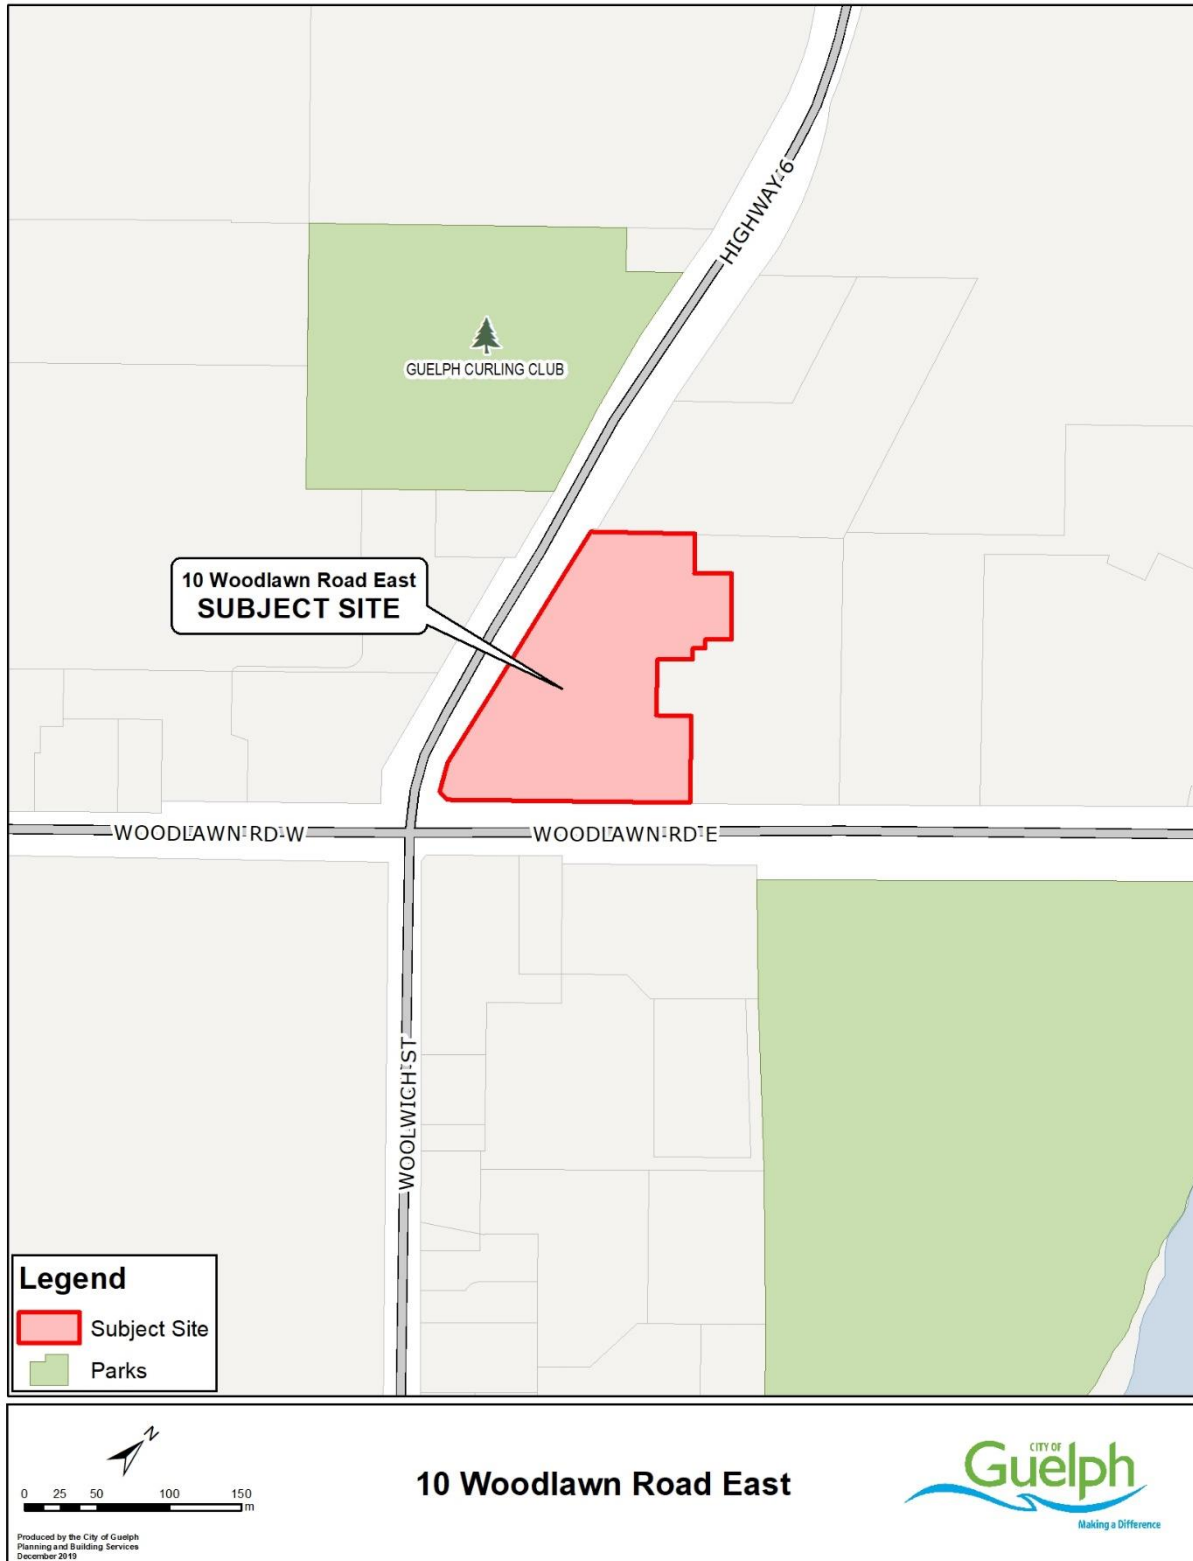 HIGHWAY 6
GUELPH CURLING CLUB
10 Woodlawn Road East
SUBJECT SITE
WOODLAWN RD W
WOODLAWN RD E
WOOLWICH ST
Legend
Subject Site
Parks
N
0 25 50 100 150
m
Produced by the City of Guelph
Planning and Building Services
December 2019
10 Woodlawn Road East
CITY OF
Guelph
Making a Difference